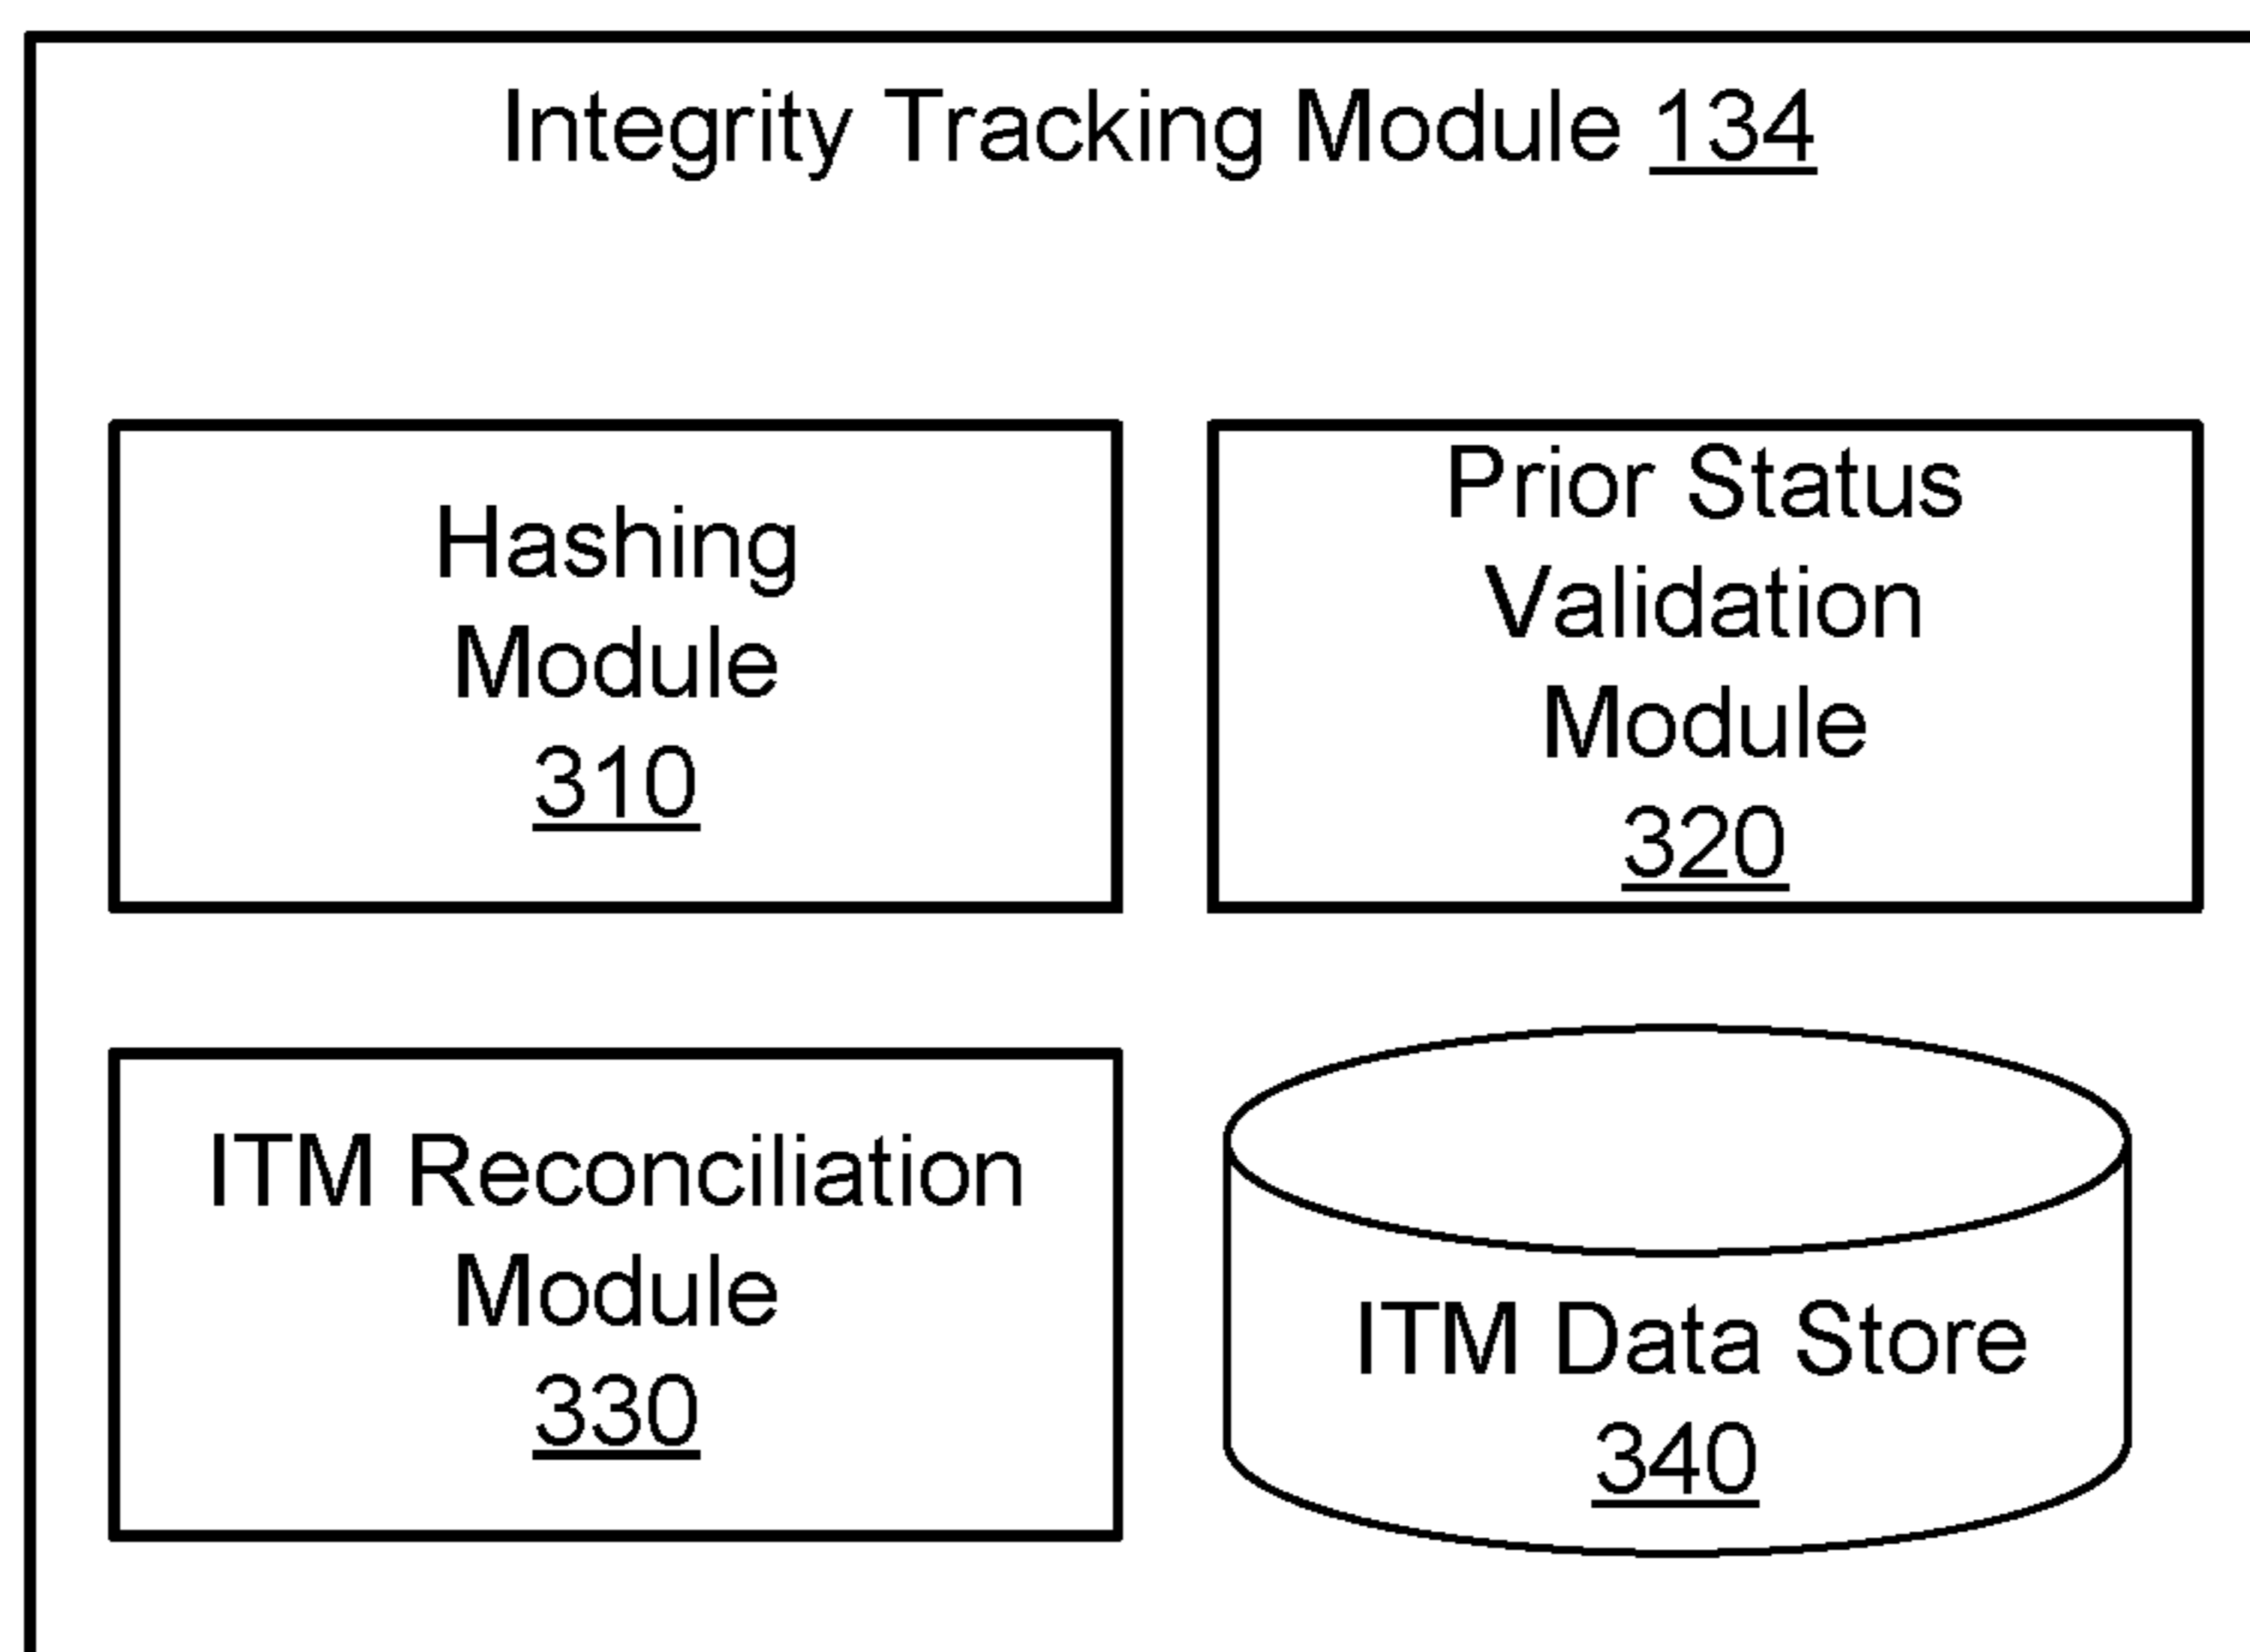 Integrity Tracking Module 134
Hashing
Module
310
Prior Status
Validation
Module
320
ITM Reconciliation
Module
330
ITM Data Store
340